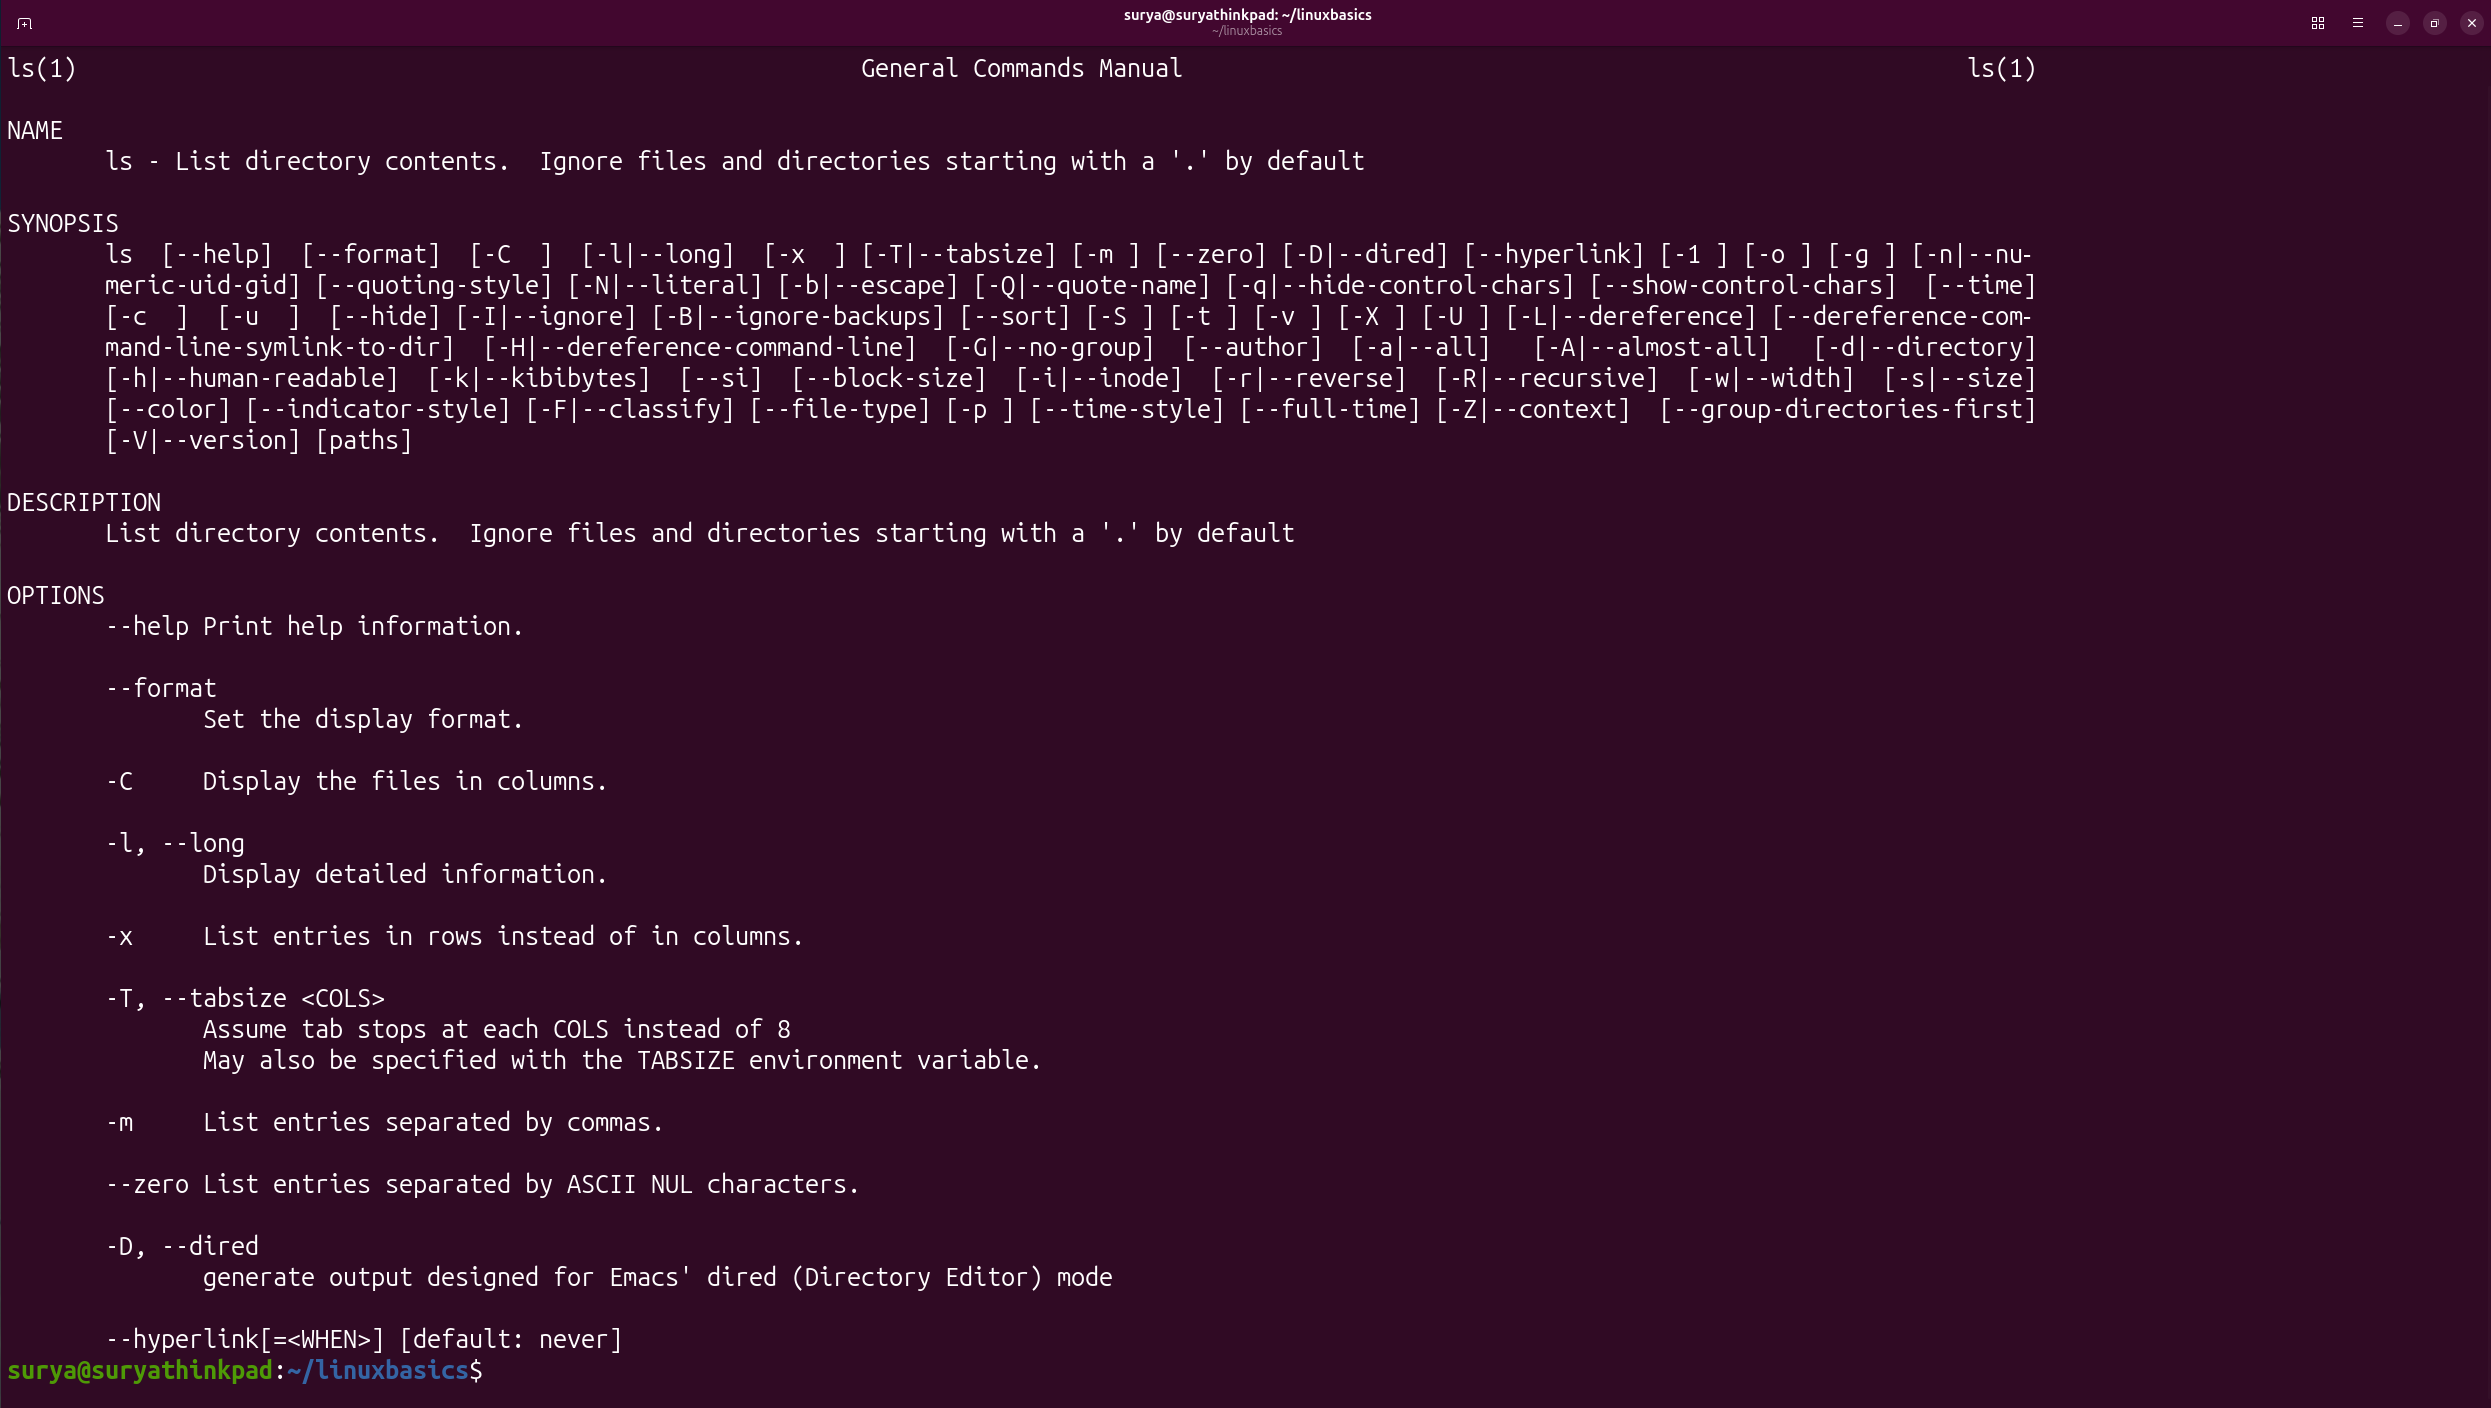 surya@suryathinkpad: ~/linuxbasics
~/linuxbasics
ls(1) General Commands Manual ls(1)
NAME
ls - List directory contents.  Ignore files and directories starting with a '.' by default
SYNOPSIS
ls  [--help]  [--format]  [-C  ]  [-l|--long]  [-x  ] [-T|--tabsize] [-m ] [--zero] [-D|--dired] [--hyperlink] [-1 ] [-o ] [-g ] [-n|--nu-
meric-uid-gid] [--quoting-style] [-N|--literal] [-b|--escape] [-Q|--quote-name] [-q|--hide-control-chars] [--show-control-chars]  [--time]
[-c  ]  [-u  ]  [--hide] [-I|--ignore] [-B|--ignore-backups] [--sort] [-S ] [-t ] [-v ] [-X ] [-U ] [-L|--dereference] [--dereference-com-
mand-line-symlink-to-dir]  [-H|--dereference-command-line]  [-G|--no-group]  [--author]  [-a|--all]   [-A|--almost-all]   [-d|--directory]
[-h|--human-readable]  [-k|--kibibytes]  [--si]  [--block-size]  [-i|--inode]  [-r|--reverse]  [-R|--recursive]  [-w|--width]  [-s|--size]
[--color] [--indicator-style] [-F|--classify] [--file-type] [-p ] [--time-style] [--full-time] [-Z|--context]  [--group-directories-first]
[-V|--version] [paths]
DESCRIPTION
List directory contents.  Ignore files and directories starting with a '.' by default
OPTIONS
--help Print help information.
--format
Set the display format.
-C     Display the files in columns.
-l, --long
Display detailed information.
-x     List entries in rows instead of in columns.
-T, --tabsize <COLS>
Assume tab stops at each COLS instead of 8
May also be specified with the TABSIZE environment variable.
-m     List entries separated by commas.
--zero List entries separated by ASCII NUL characters.
-D, --dired
generate output designed for Emacs' dired (Directory Editor) mode
--hyperlink[=<WHEN>] [default: never]
surya@suryathinkpad:~/linuxbasics$